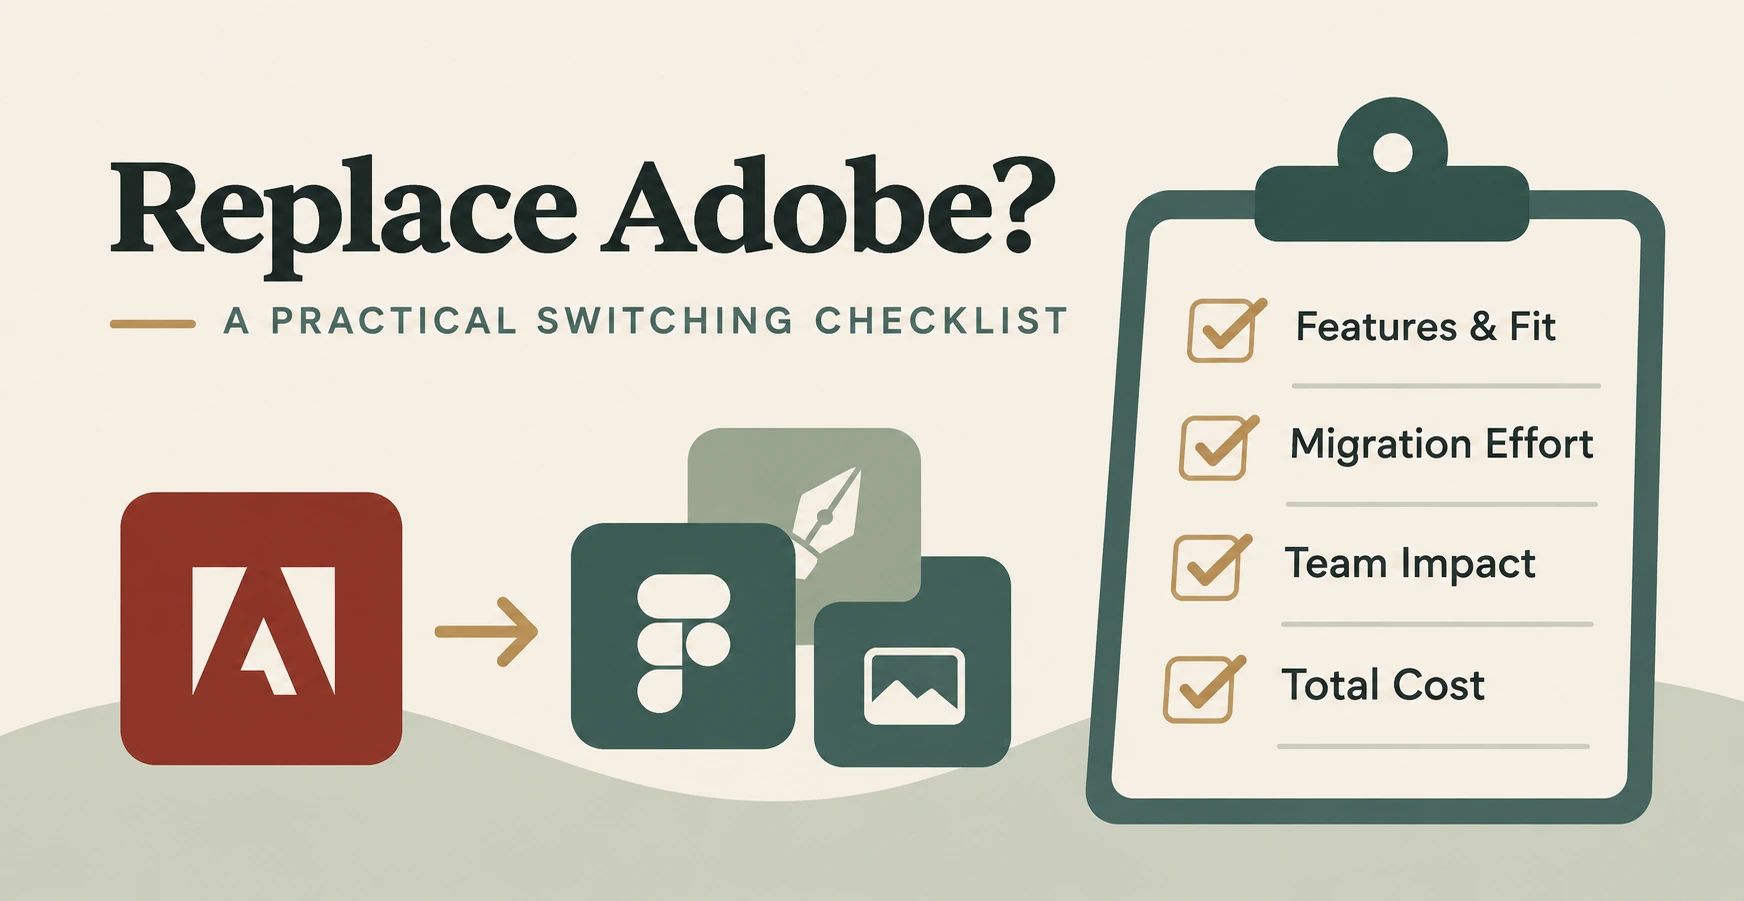 Replace Adobe?
A PRACTICAL SWITCHING CHECKLIST
Features & Fit
Migration Effort
Team Impact
Total Cost